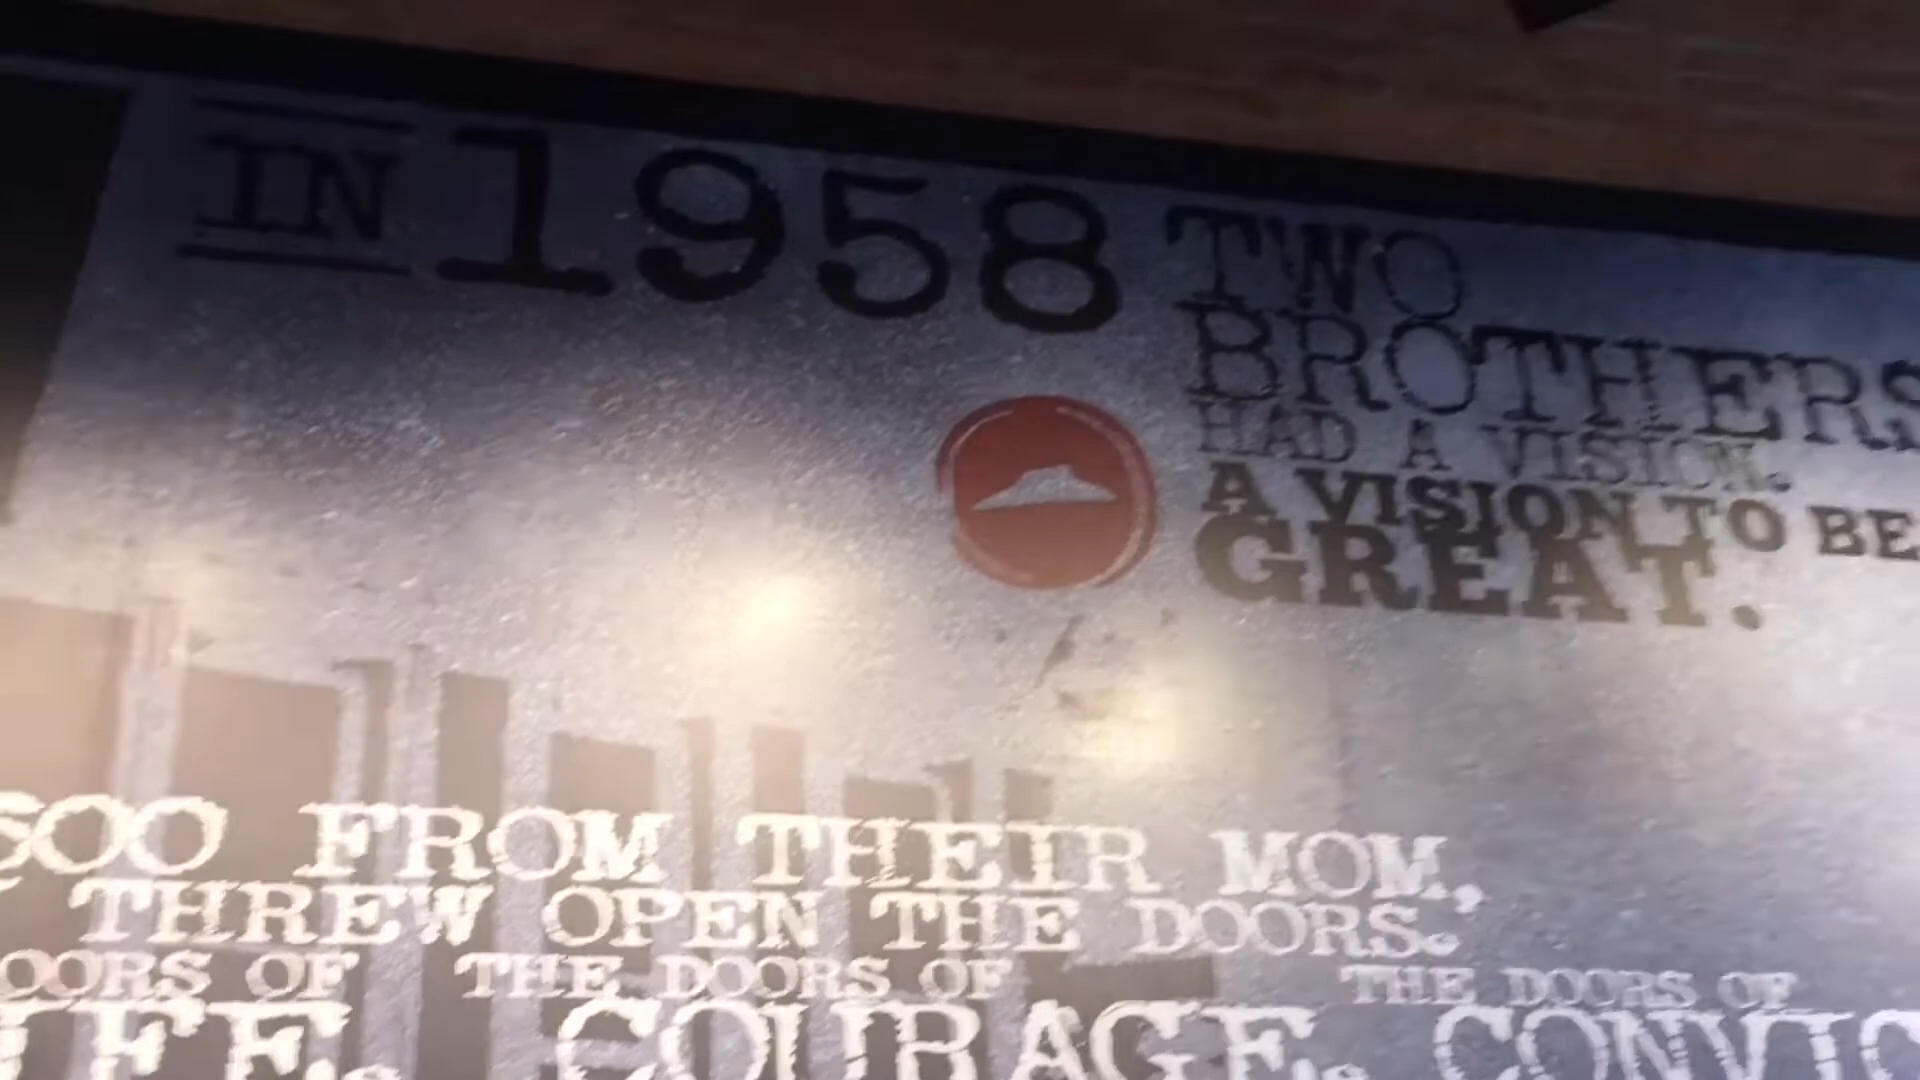 IN 1958 TWO
BROTHERS
HAD A VISION.
A VISION TO BE
GREAT.
FROM THEIR MOM,
THREW OPEN THE DOORS.
OF THE DOORS OF THE DOORS OF
COURAGE.